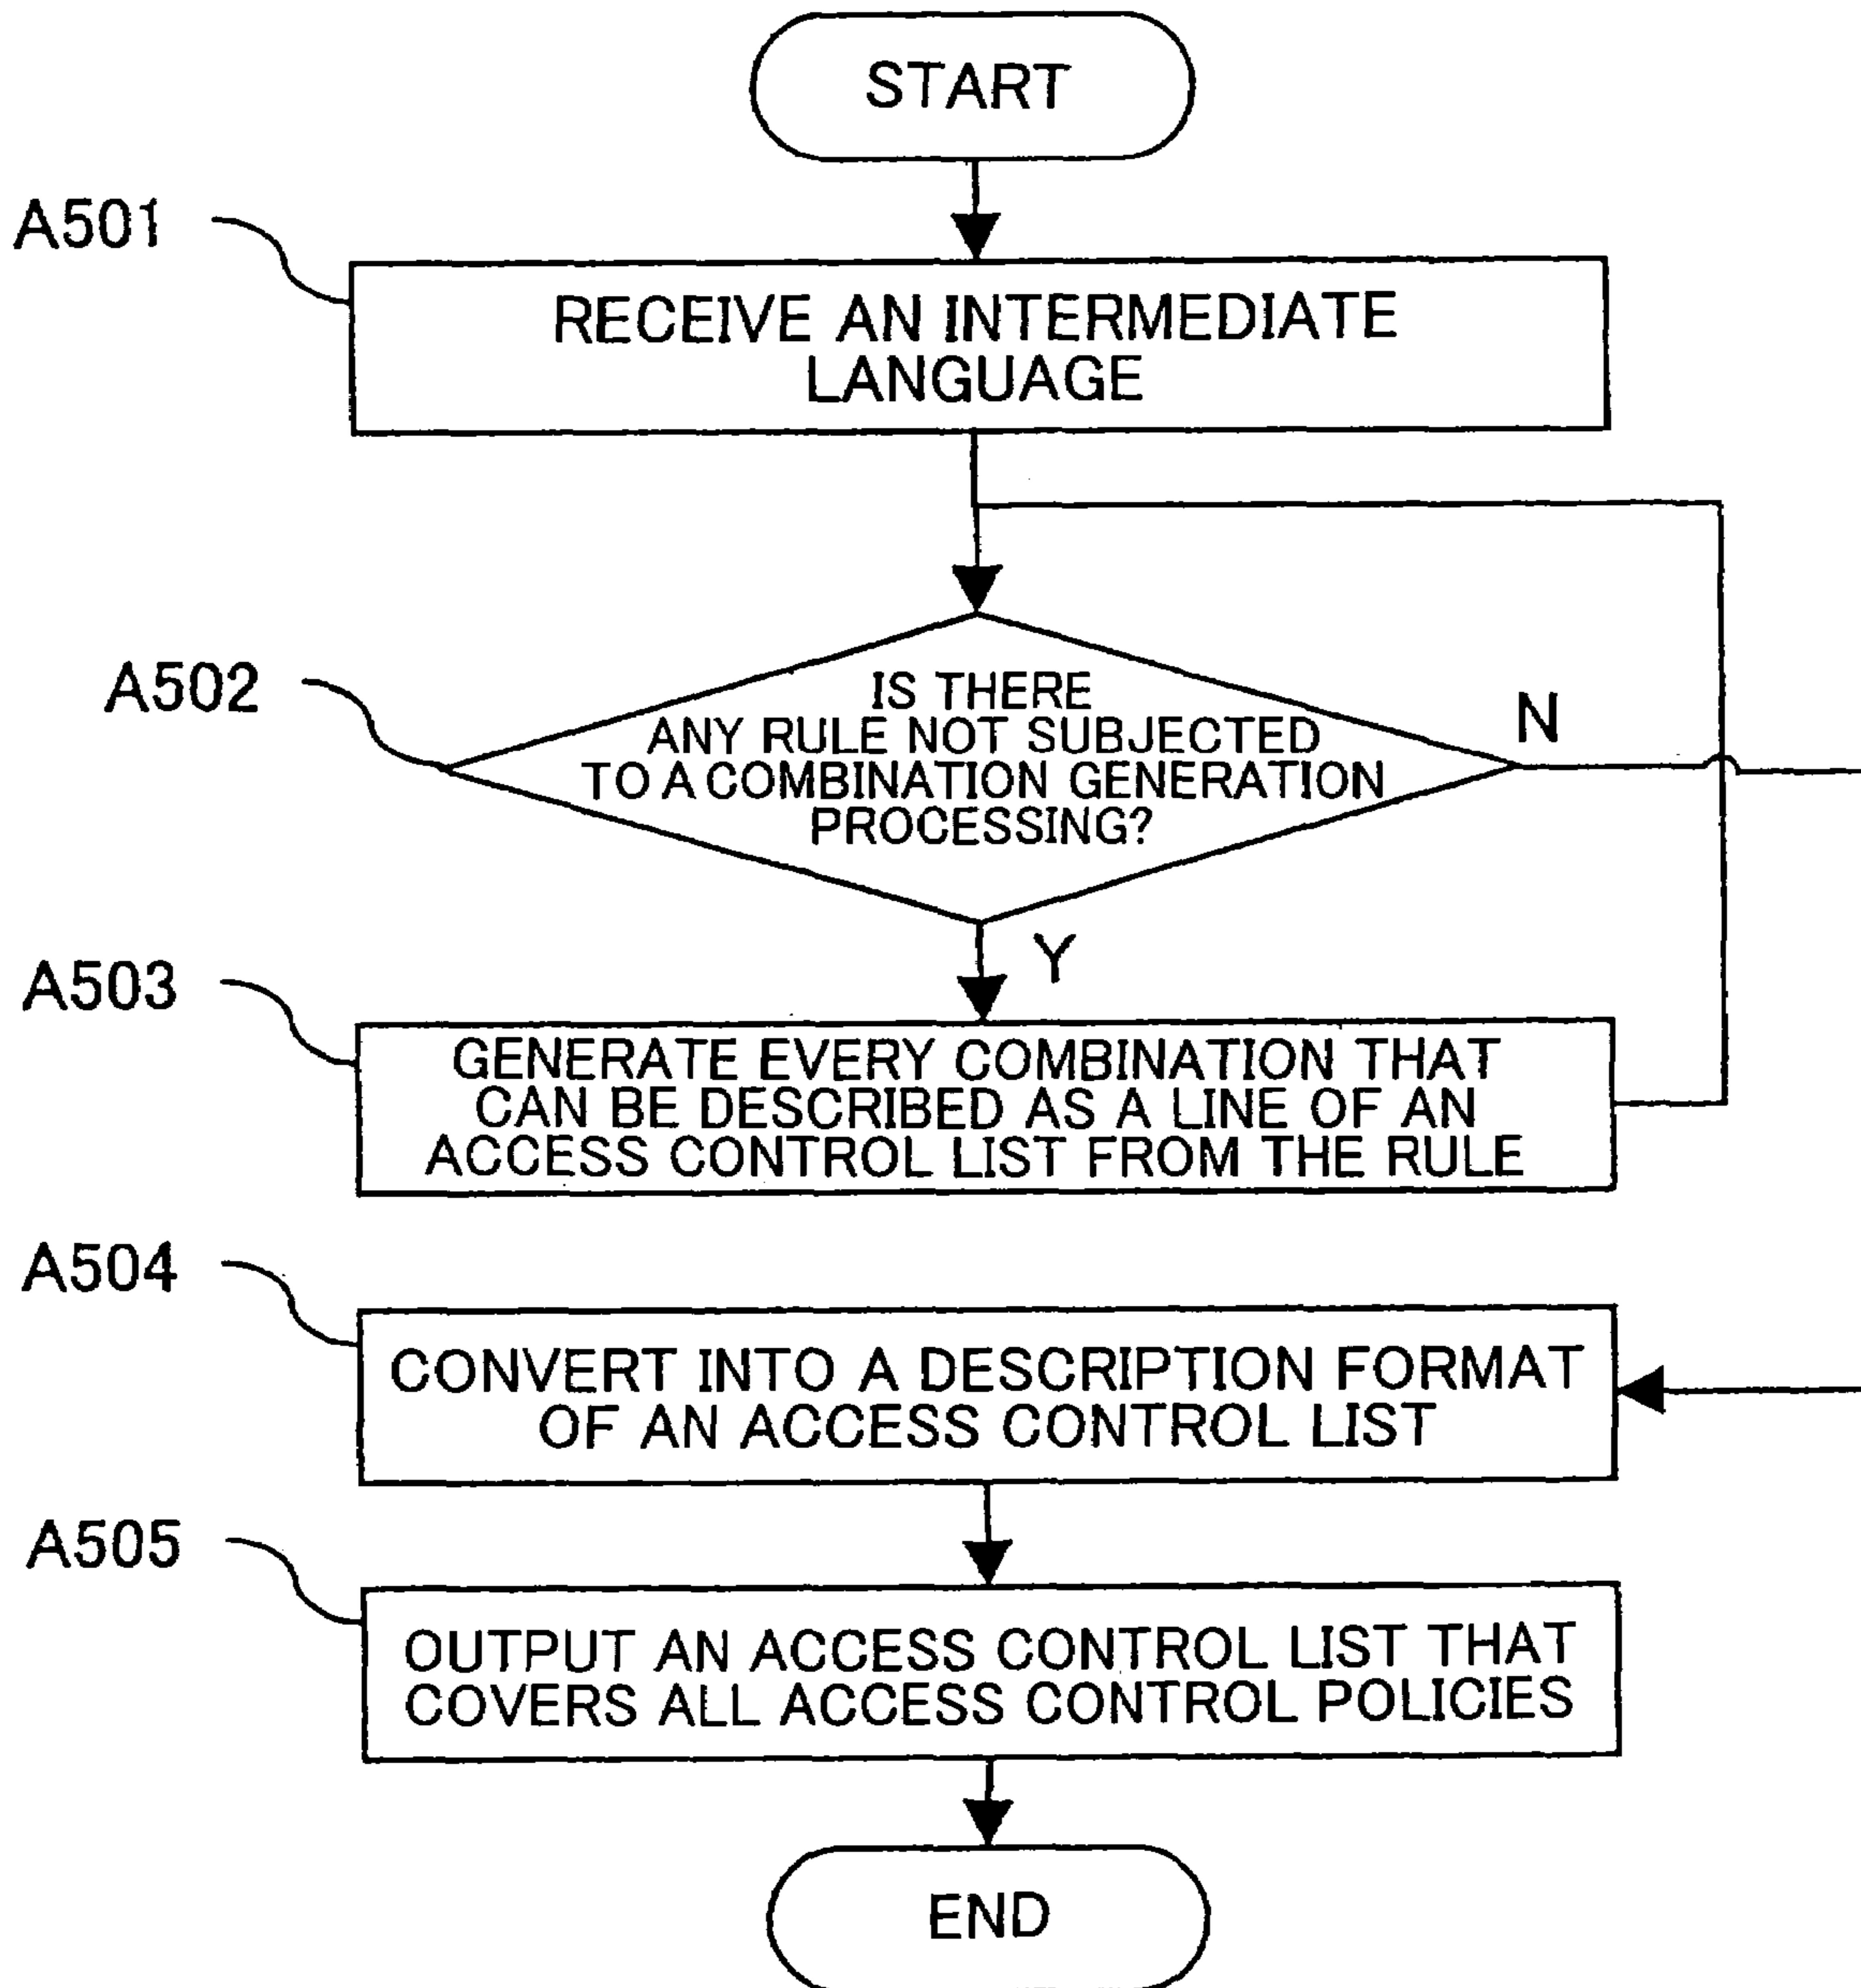 START
A501
RECEIVE AN INTERMEDIATE
LANGUAGE
A502
IS THERE
ANY RULE NOT SUBJECTED
TO A COMBINATION GENERATION
PROCESSING?
N
Y
A503
GENERATE EVERY COMBINATION THAT
CAN BE DESCRIBED AS A LINE OF AN
ACCESS CONTROL LIST FROM THE RULE
A504
CONVERT INTO A DESCRIPTION FORMAT
OF AN ACCESS CONTROL LIST
A505
OUTPUT AN ACCESS CONTROL LIST THAT
COVERS ALL ACCESS CONTROL POLICIES
END